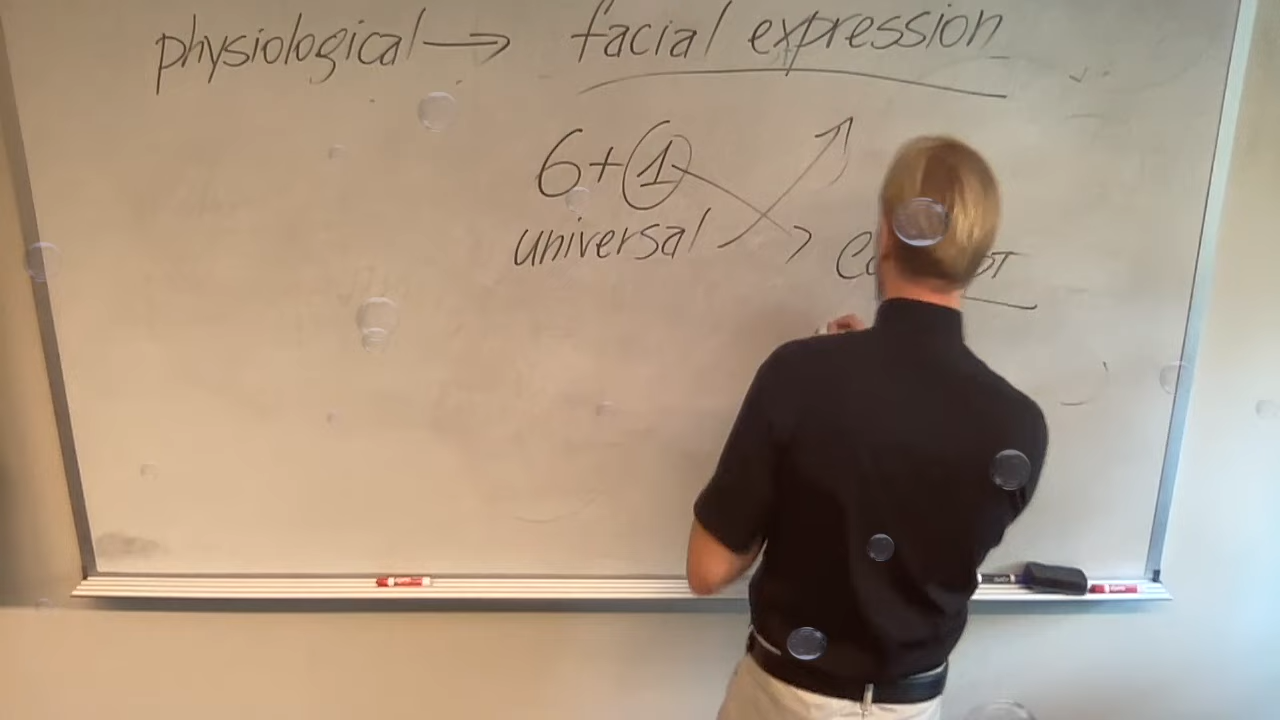 physiological → facial expression
6+1
universal